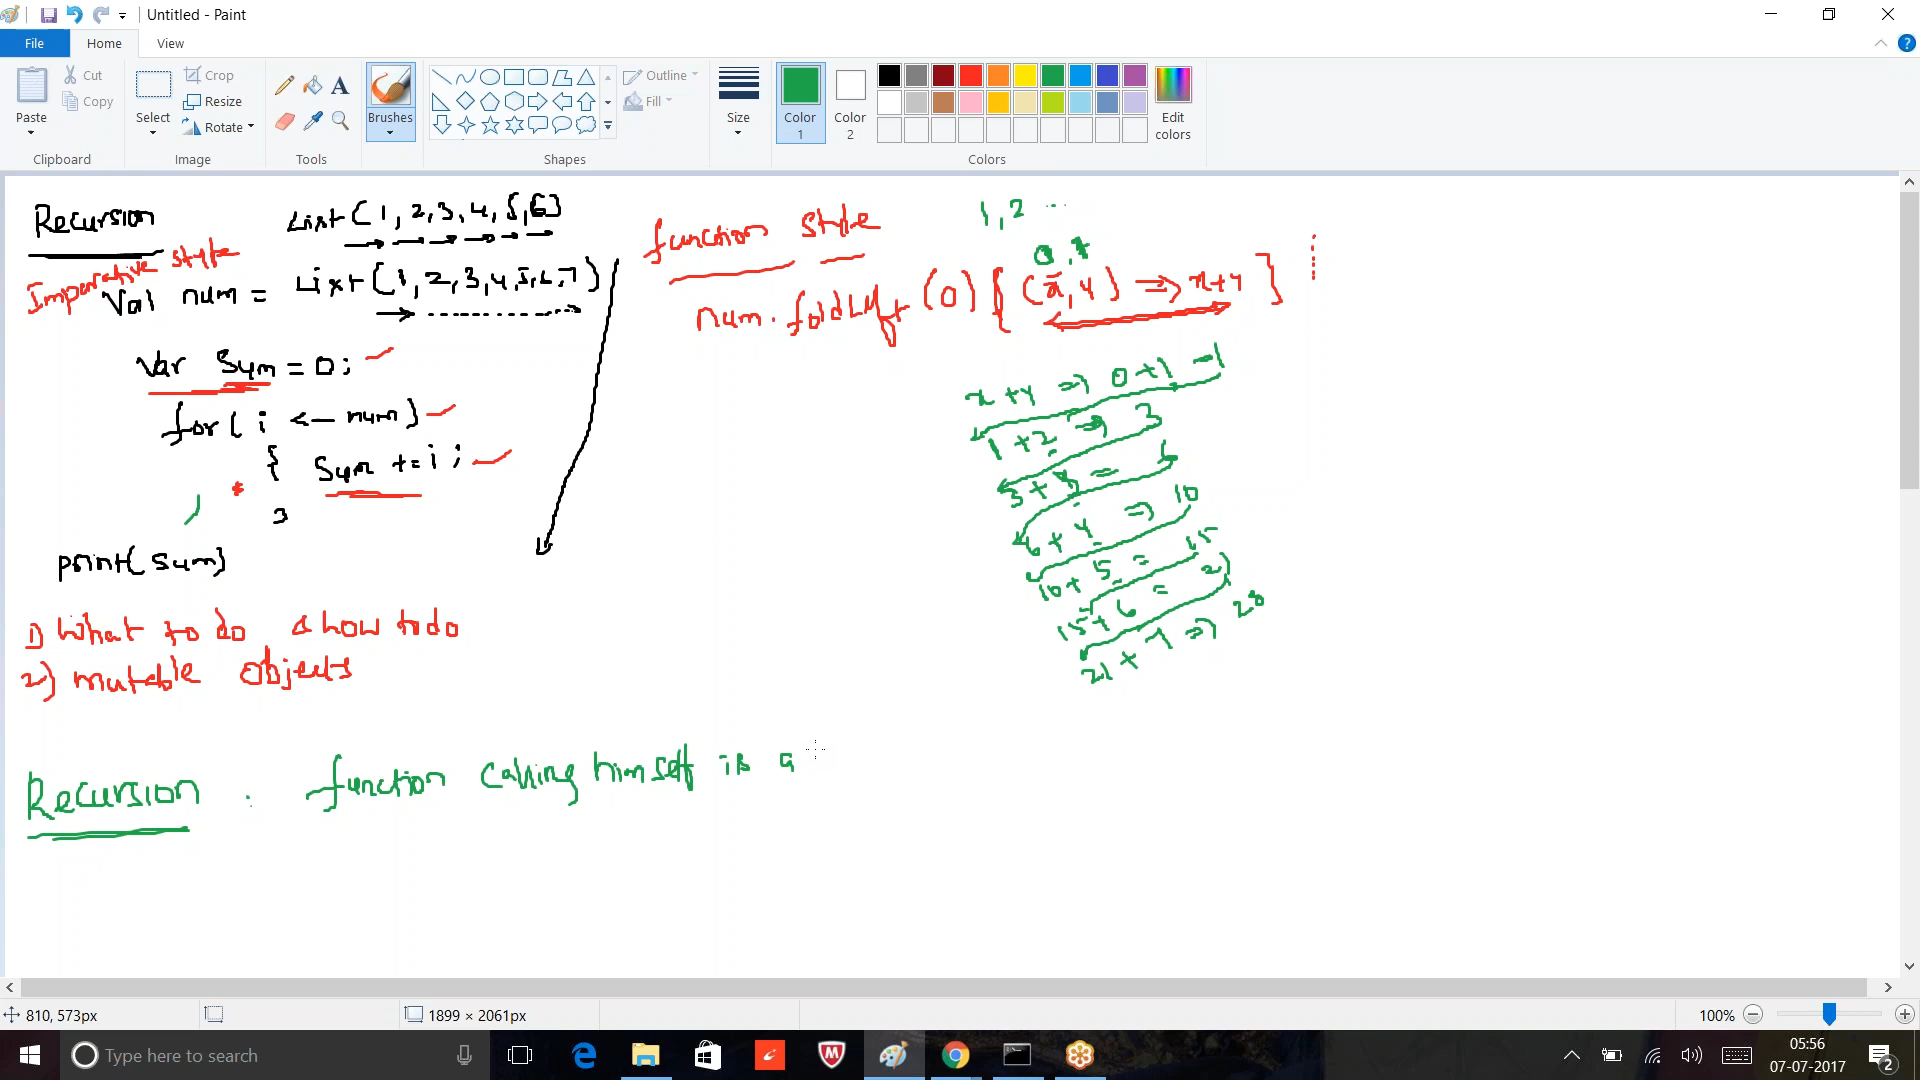 Untitled - Paint
File
Home
View
Paste
Cut
Copy
Clipboard
Select
Crop
Resize
Rotate
Image
Tools
Brushes
Shapes
Outline
Fill
Size
Color 1
Color 2
Edit colors
Colors
Recursion
List(1, 2, 3, 4, 5, 6)
Imperative style
Val num = List(1, 2, 3, 4, 5, 6, 7)
Var Sum = 0;
for( i <- num)
{ Sum += i ;
}
print( sum)
1) What to do & how to do
2) mutable objects
function style
1, 2 ...
0, 1
num. foldLeft (0) { (x, y) => x+y }
x + y => 0+1 - 1
1 + 2 => 3
3 + 3 = 6
6 + 4 => 10
10 + 5 = 15
15 + 6 = 21
21 + 7 => 28
Recursion . function calling himself is a
810, 573px
1899 × 2061px
100%
Type here to search
05:56
07-07-2017
2